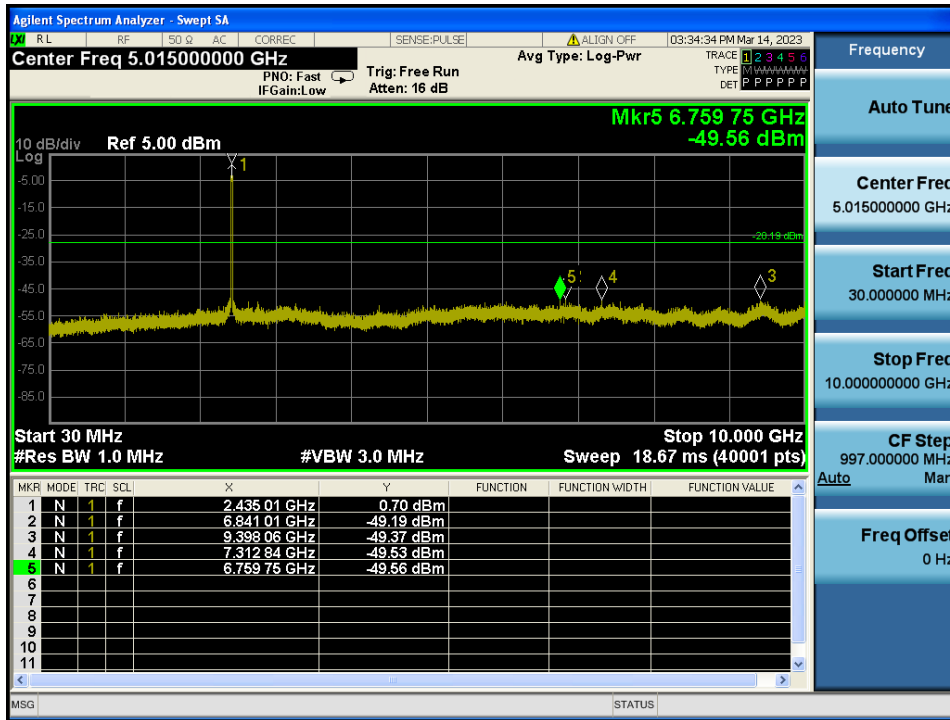 Agilent Spectrum Analyzer - Swept SA
LXI RL RF 50 Ω AC CORREC SENSE:PULSE ALIGN OFF 03:34:34 PM Mar 14, 2023
Center Freq 5.015000000 GHz
PNO: Fast
IFGain:Low
Trig: Free Run
Atten: 16 dB
Avg Type: Log-Pwr
TRACE 1 2 3 4 5 6
TYPE MWWWWW
DET P P P P P P
Mkr5 6.759 75 GHz
-49.56 dBm
10 dB/div Ref 5.00 dBm
Log
-5.00
-15.0
-25.0
-35.0
-45.0
-55.0
-65.0
-75.0
-85.0
1
5
4
3
Start 30 MHz Stop 10.000 GHz
#Res BW 1.0 MHz #VBW 3.0 MHz Sweep 18.67 ms (40001 pts)
MKR MODE TRC SCL X Y FUNCTION FUNCTION WIDTH FUNCTION VALUE
1 N 1 f 2.435 01 GHz 0.70 dBm
2 N 1 f 6.841 01 GHz -49.19 dBm
3 N 1 f 9.398 06 GHz -49.37 dBm
4 N 1 f 7.312 84 GHz -49.53 dBm
5 N 1 f 6.759 75 GHz -49.56 dBm
6
7
8
9
10
11
MSG STATUS
Frequency
Auto Tune
Center Freq
5.015000000 GHz
Start Freq
30.000000 MHz
Stop Freq
10.000000000 GHz
CF Step
997.000000 MHz
Auto Man
Freq Offset
0 Hz